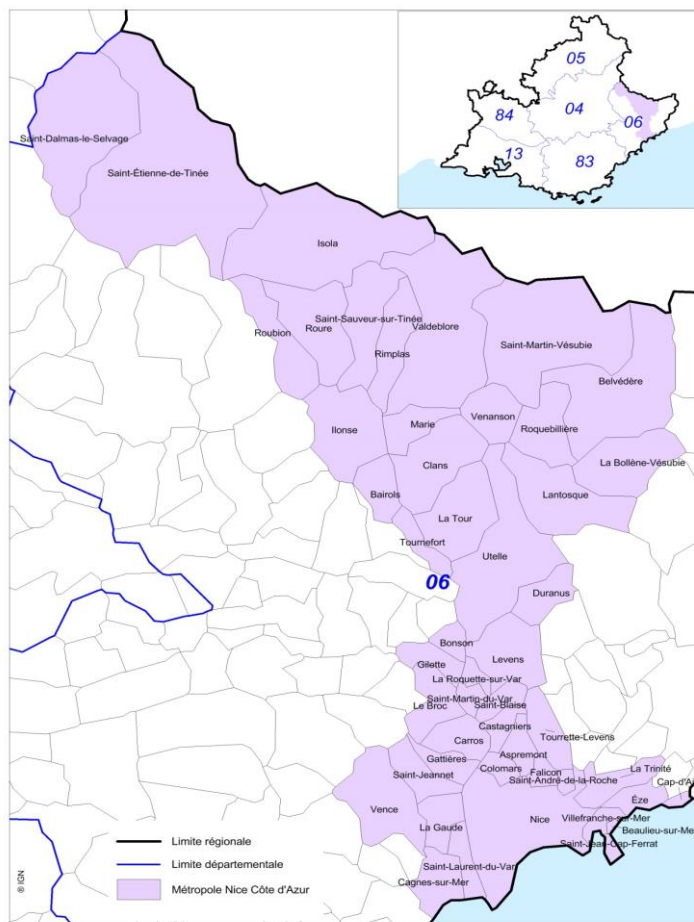 05
84
04
06
13
83
Saint-Dalmas-le-Selvage
Saint-Étienne-de-Tinée
Isola
Saint-Sauveur-sur-Tinée
Roubion
Roure
Valdeblore
Rimplas
Saint-Martin-Vésubie
Belvédère
Ilonse
Marie
Venanson
Roquebillière
Clans
La Bollène-Vésubie
Bairols
Lantosque
La Tour
Tournefort
Utelle
06
Duranus
Bonson
Levens
Gilette
La Roquette-sur-Var
Saint-Martin-du-Var
Le Broc
Saint-Blaise
Castagniers
Carros
Tourrette-Levens
Aspremont
Gattières
Colomars
Falicon
La Trinité
Saint-Jeannet
Saint-André-de-la-Roche
Cap-d'Ai
Éze
Vence
La Gaude
Nice
Villefranche-sur-Mer
Beaulieu-sur-Me
Saint-Jean-Cap-Ferrat
Saint-Laurent-du-Var
Cagnes-sur-Mer
Limite régionale
Limite départementale
Métropole Nice Côte d'Azur
® IGN